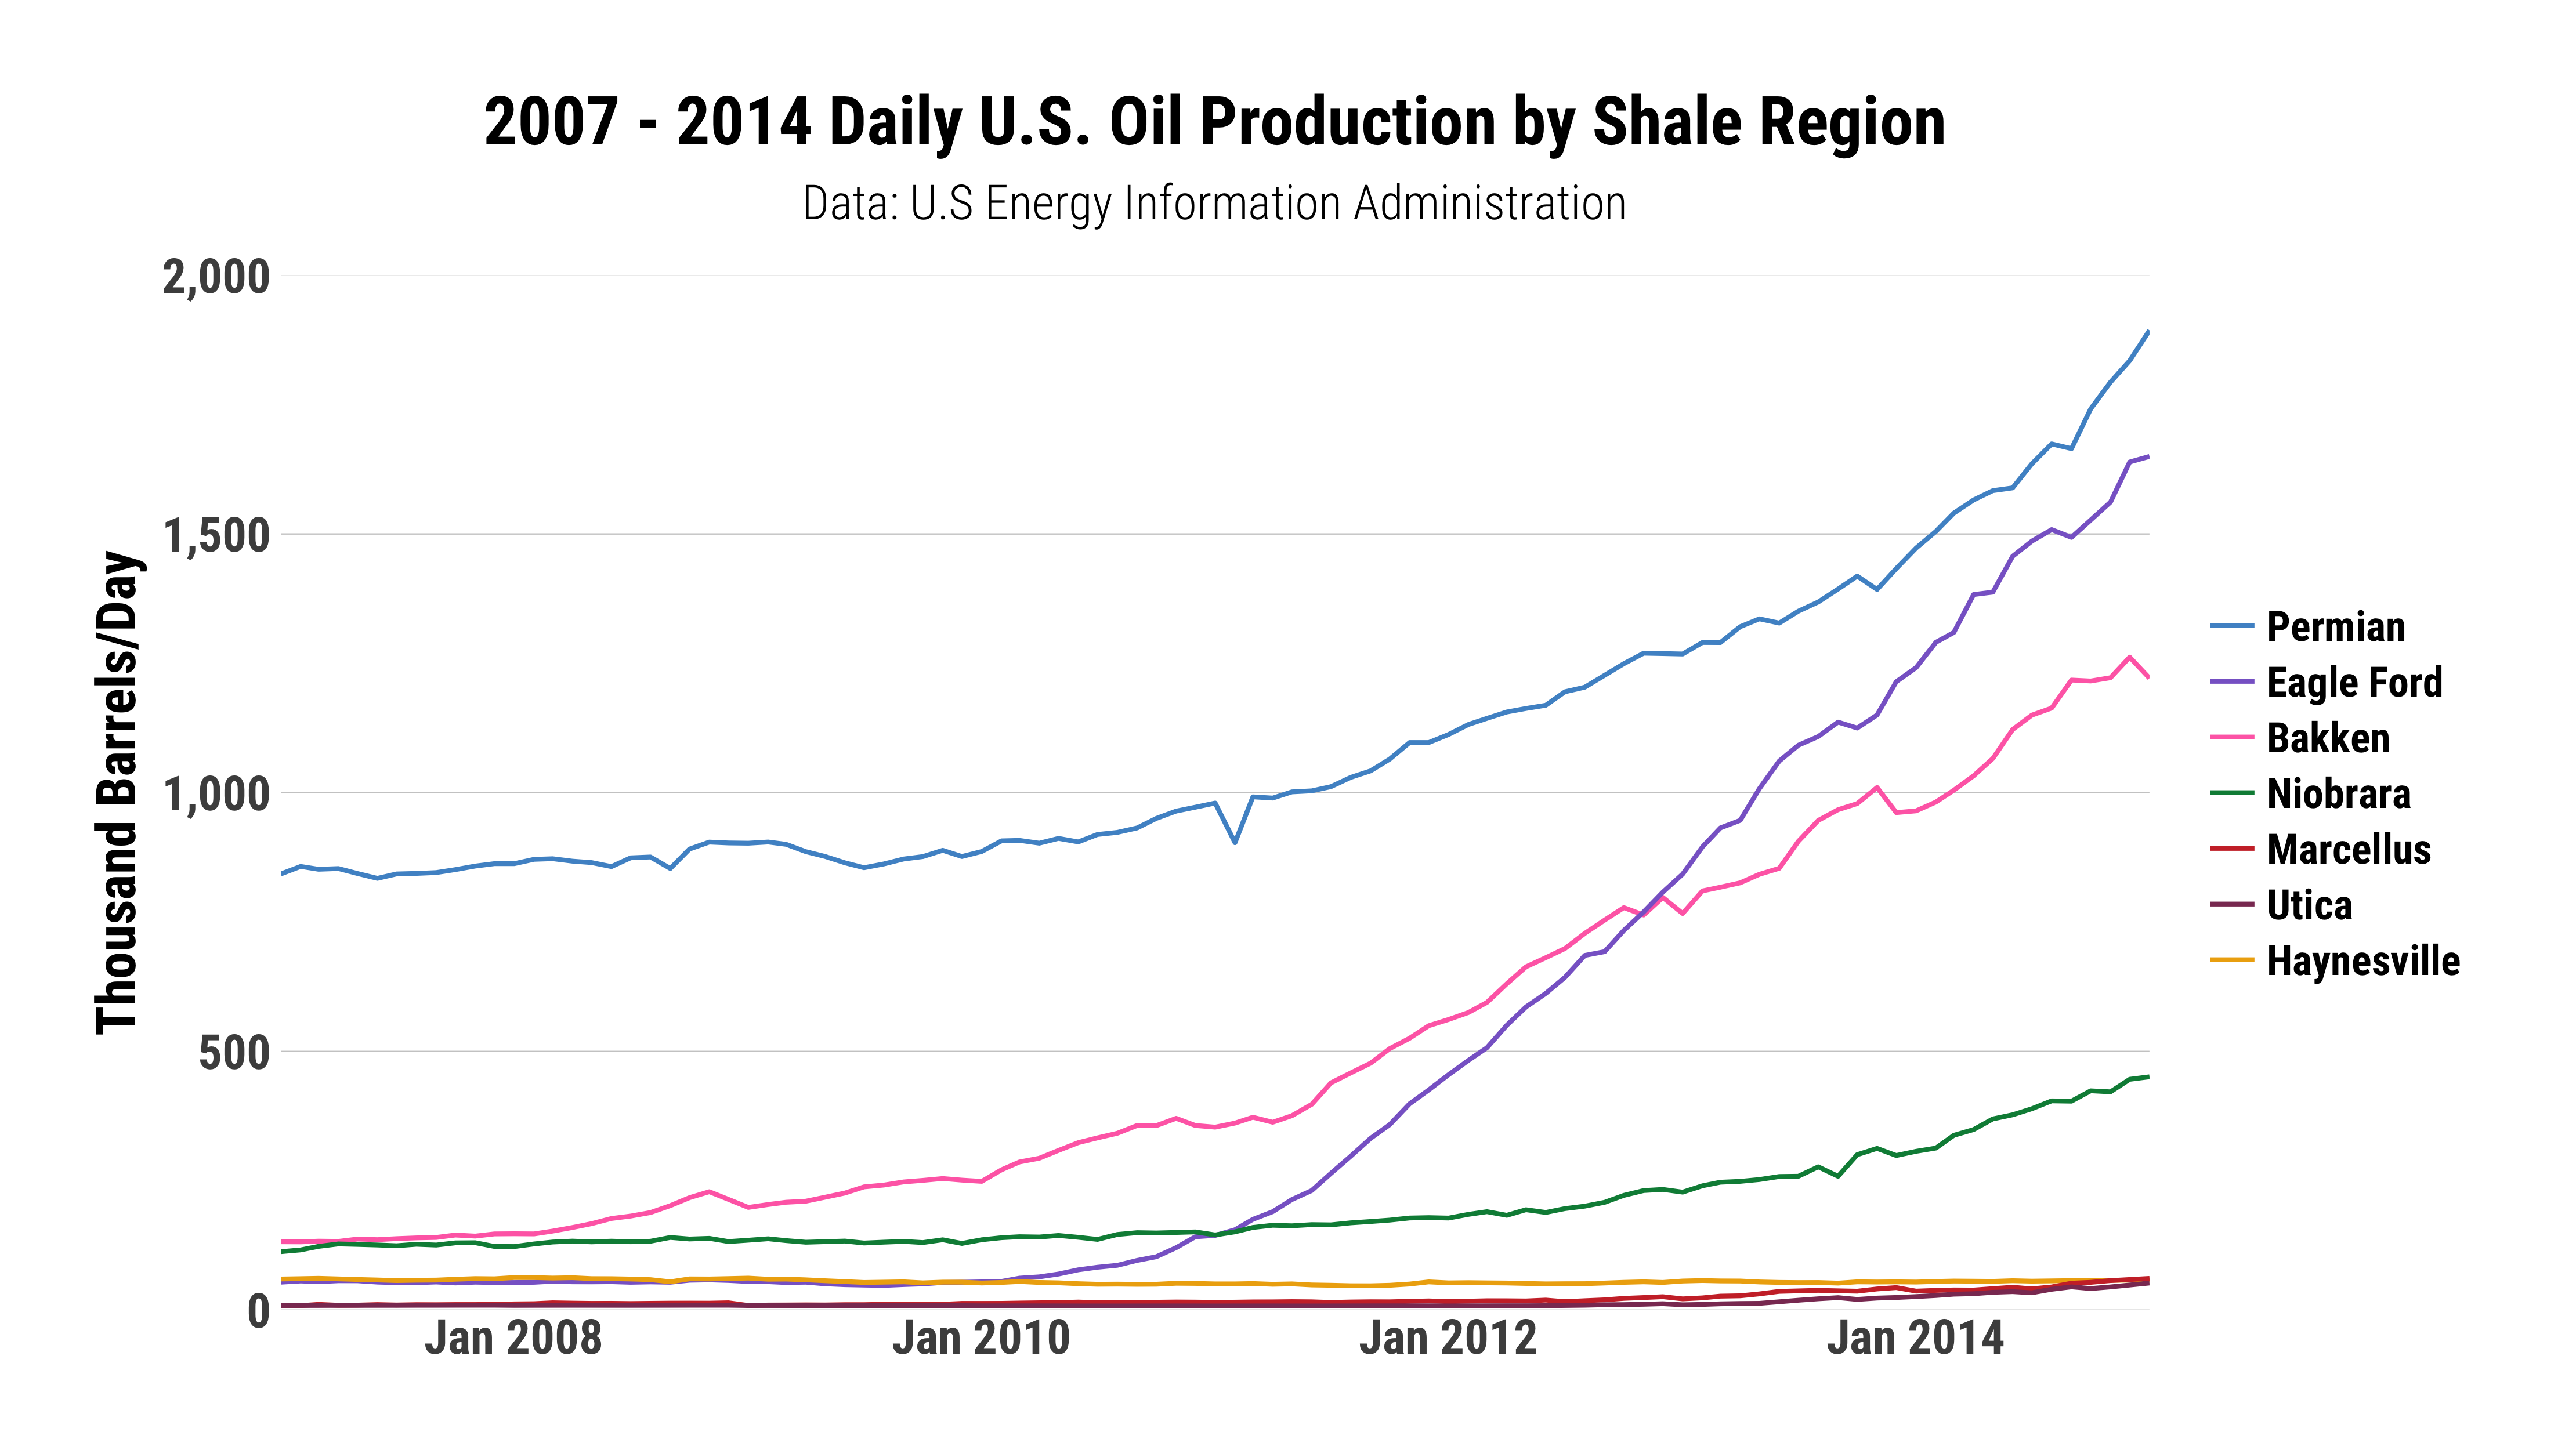 2007 - 2014 Daily U.S. Oil Production by Shale Region
Data: U.S Energy Information Administration
Thousand Barrels/Day
2,000
1,500
1,000
500
0
Jan 2008 Jan 2010 Jan 2012 Jan 2014
Permian
Eagle Ford
Bakken
Niobrara
Marcellus
Utica
Haynesville